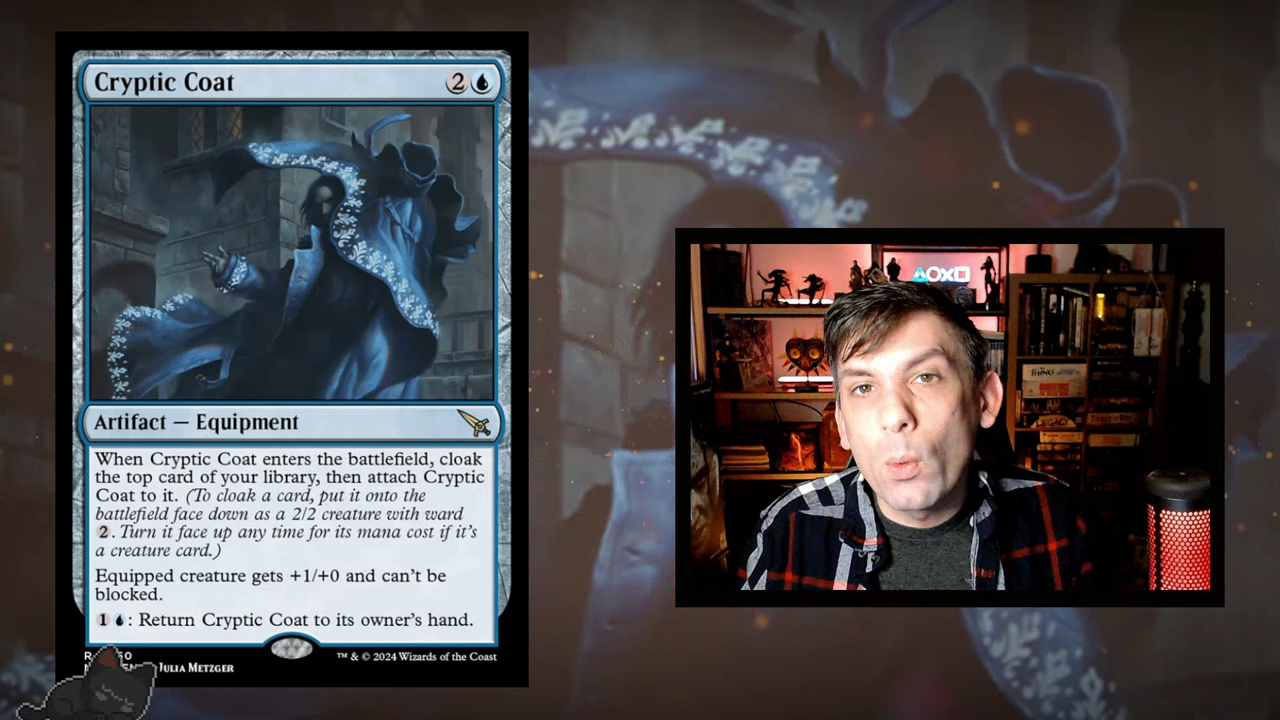 Cryptic Coat 2
Artifact — Equipment
When Cryptic Coat enters the battlefield, cloak
the top card of your library, then attach Cryptic
Coat to it. (To cloak a card, put it onto the
battlefield face down as a 2/2 creature with ward
2. Turn it face up any time for its mana cost if it's
a creature card.)
Equipped creature gets +1/+0 and can't be
blocked.
1: Return Cryptic Coat to its owner's hand.
Julia Metzger
™ & © 2024 Wizards of the Coast
THING